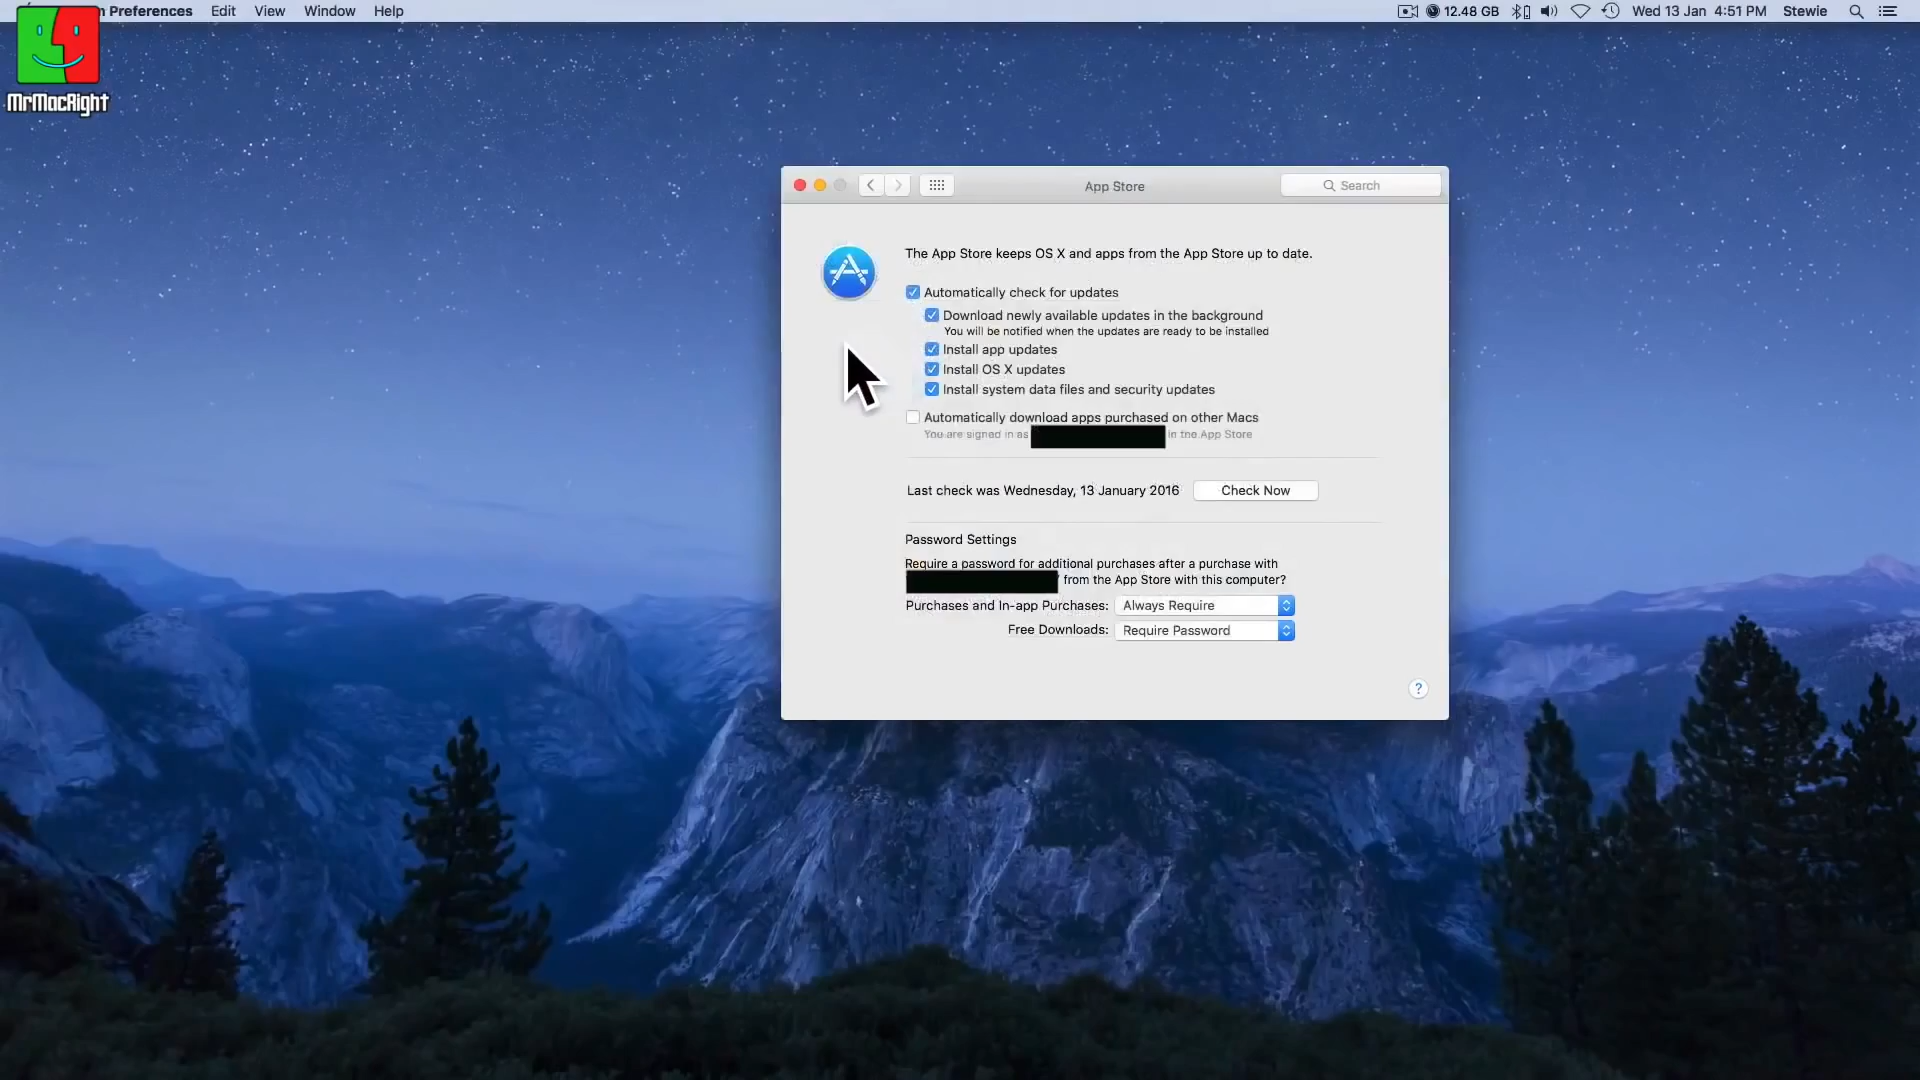 m Preferences Edit View Window Help
12.48 GB Wed 13 Jan 4:51 PM Stewie
MrMacRight
App Store
Search
The App Store keeps OS X and apps from the App Store up to date.
Automatically check for updates
Download newly available updates in the background
You will be notified when the updates are ready to be installed
Install app updates
Install OS X updates
Install system data files and security updates
Automatically download apps purchased on other Macs
You are signed in as in the App Store
Last check was Wednesday, 13 January 2016 Check Now
Password Settings
Require a password for additional purchases after a purchase with
from the App Store with this computer?
Purchases and In-app Purchases: Always Require
Free Downloads: Require Password
?